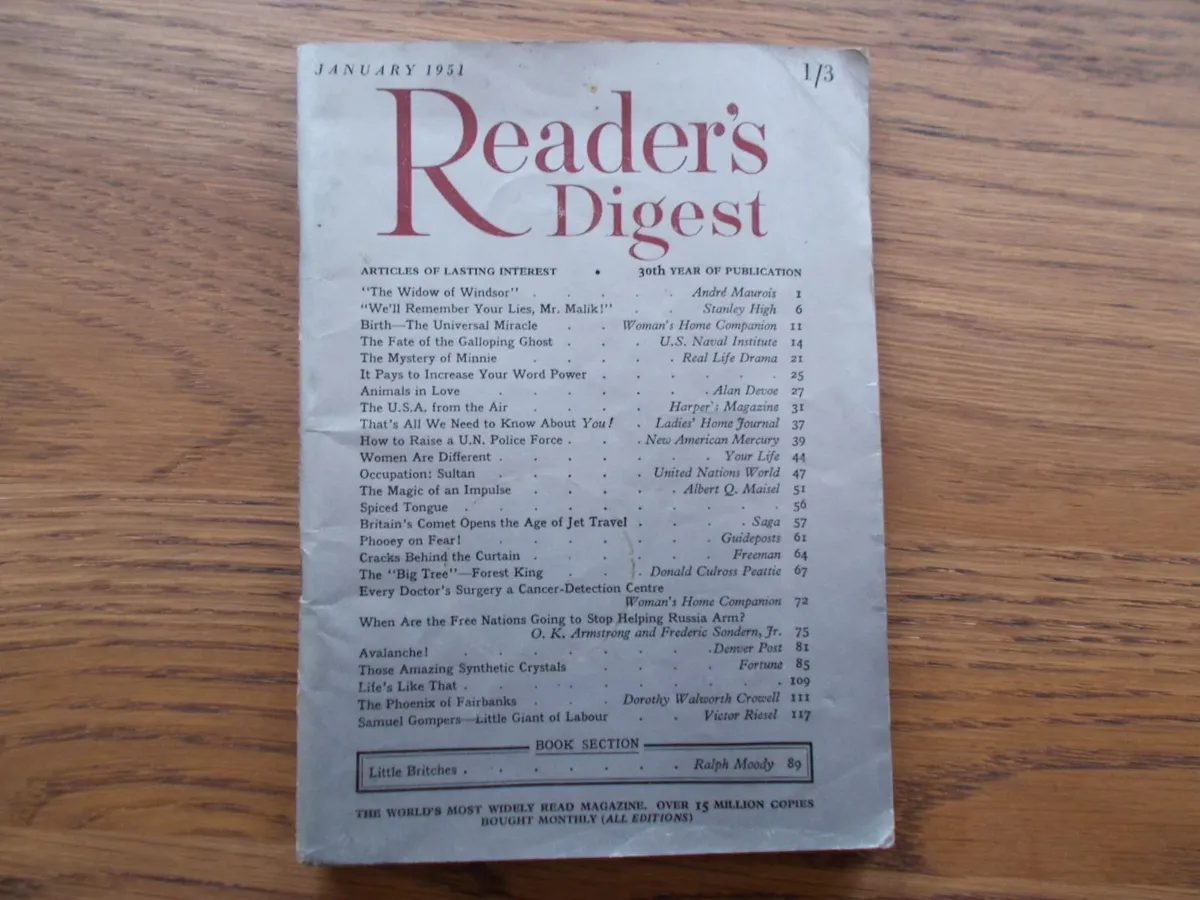 JANUARY 1951 1/3
Reader's
Digest
ARTICLES OF LASTING INTEREST • 30th YEAR OF PUBLICATION
"The Widow of Windsor" . . . . . André Maurois 1
"We'll Remember Your Lies, Mr. Malik!" . . Stanley High 6
Birth—The Universal Miracle . . Woman's Home Companion 11
The Fate of the Galloping Ghost . . . U.S. Naval Institute 14
The Mystery of Minnie . . . . . Real Life Drama 21
It Pays to Increase Your Word Power . . . . . . 25
Animals in Love . . . . . . . Alan Devoe 27
The U.S.A. from the Air . . . . Harper's Magazine 31
That's All We Need to Know About You! . Ladies' Home Journal 37
How to Raise a U.N. Police Force . . . New American Mercury 39
Women Are Different . . . . . . . Your Life 44
Occupation: Sultan . . . . . United Nations World 47
The Magic of an Impulse . . . . . Albert Q. Maisel 51
Spiced Tongue . . . . . . . . . . 56
Britain's Comet Opens the Age of Jet Travel . . . . Saga 57
Phooey on Fear! . . . . . . . Guideposts 61
Cracks Behind the Curtain . . . . . . Freeman 64
The "Big Tree"—Forest King . . . Donald Culross Peattie 67
Every Doctor's Surgery a Cancer-Detection Centre
Woman's Home Companion 72
When Are the Free Nations Going to Stop Helping Russia Arm?
O. K. Armstrong and Frederic Sondern, Jr. 75
Avalanche! . . . . . . . . Denver Post 81
Those Amazing Synthetic Crystals . . . . Fortune 85
Life's Like That . . . . . . . . . . 109
The Phoenix of Fairbanks . . . Dorothy Walworth Crowell 111
Samuel Gompers—Little Giant of Labour . . Victor Riesel 117
BOOK SECTION
Little Britches . . . . . . . Ralph Moody 89
THE WORLD'S MOST WIDELY READ MAGAZINE. OVER 15 MILLION COPIES
BOUGHT MONTHLY (ALL EDITIONS)